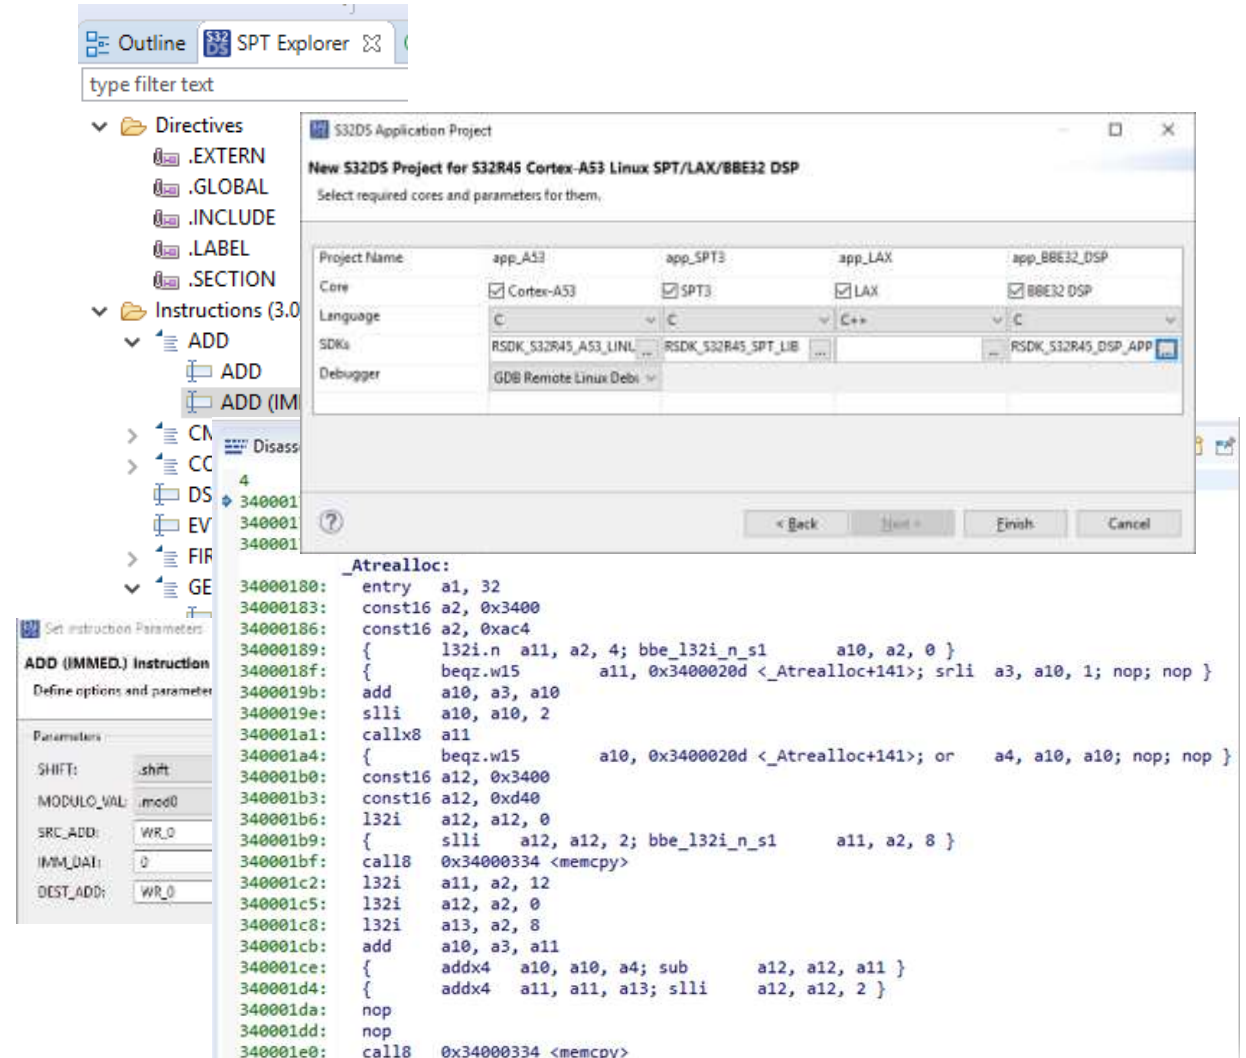 Outline
SPT Explorer
type filter text
Directives
.EXTERN
.GLOBAL
.INCLUDE
.LABEL
.SECTION
Instructions (3.0
ADD
ADD
ADD (IM
CM
CC
DS
EV
FIR
GE
S32DS Application Project
New S32DS Project for S32R45 Cortex-A53 Linux SPT/LAX/BBE32 DSP
Select required cores and parameters for them.
Project Name app_A53 app_SPT3 app_LAX app_BBE32_DSP
Core Cortex-A53 SPT3 LAX BBE32 DSP
Language C C C++ C
SDKs RSDK_S32R45_A53_LINU ... RSDK_S32R45_SPT_LIB ... ... RSDK_S32R45_DSP_APP ...
Debugger GDB Remote Linux Debu
? < Back Next > Finish Cancel
Disass
4
340001
340001
340001
_Atrealloc:
34000180: entry a1, 32
34000183: const16 a2, 0x3400
34000186: const16 a2, 0xac4
34000189: { l32i.n a11, a2, 4; bbe_l32i_n_s1 a10, a2, 0 }
3400018f: { beqz.w15 a11, 0x3400020d <_Atrealloc+141>; srli a3, a10, 1; nop; nop }
3400019b: add a10, a3, a10
3400019e: slli a10, a10, 2
340001a1: callx8 a11
340001a4: { beqz.w15 a10, 0x3400020d <_Atrealloc+141>; or a4, a10, a10; nop; nop }
340001b0: const16 a12, 0x3400
340001b3: const16 a12, 0xd40
340001b6: l32i a12, a12, 0
340001b9: { slli a12, a12, 2; bbe_l32i_n_s1 a11, a2, 8 }
340001bf: call8 0x34000334 <memcpy>
340001c2: l32i a11, a2, 12
340001c5: l32i a12, a2, 0
340001c8: l32i a13, a2, 8
340001cb: add a10, a3, a11
340001ce: { addx4 a10, a10, a4; sub a12, a12, a11 }
340001d4: { addx4 a11, a11, a13; slli a12, a12, 2 }
340001da: nop
340001dd: nop
340001e0: call8 0x34000334 <memcpy>
Set instruction Parameters
ADD (IMMED.) Instruction
Define options and parameter
Parameters
SHIFT: .shift
MODULO_VAL: .mod0
SRC_ADD: WR_0
IMM_DAT: 0
DEST_ADD: WR_0